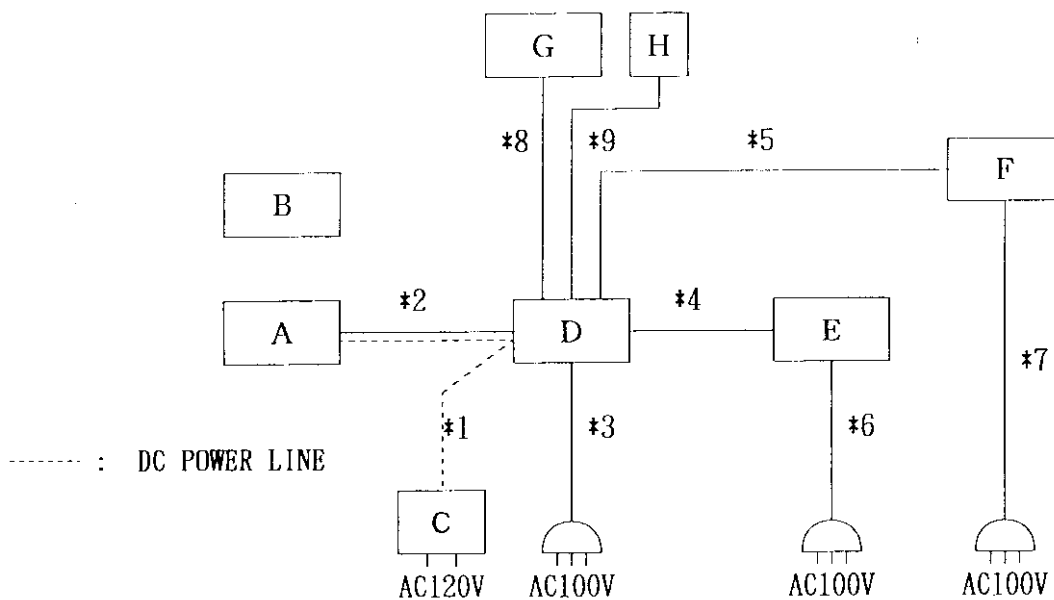 G
H
*8
*9
*5
F
B
*2
*4
A
D
E
*7
*1
*3
*6
: DC POWER LINE
C
AC120V
AC100V
AC100V
AC100V